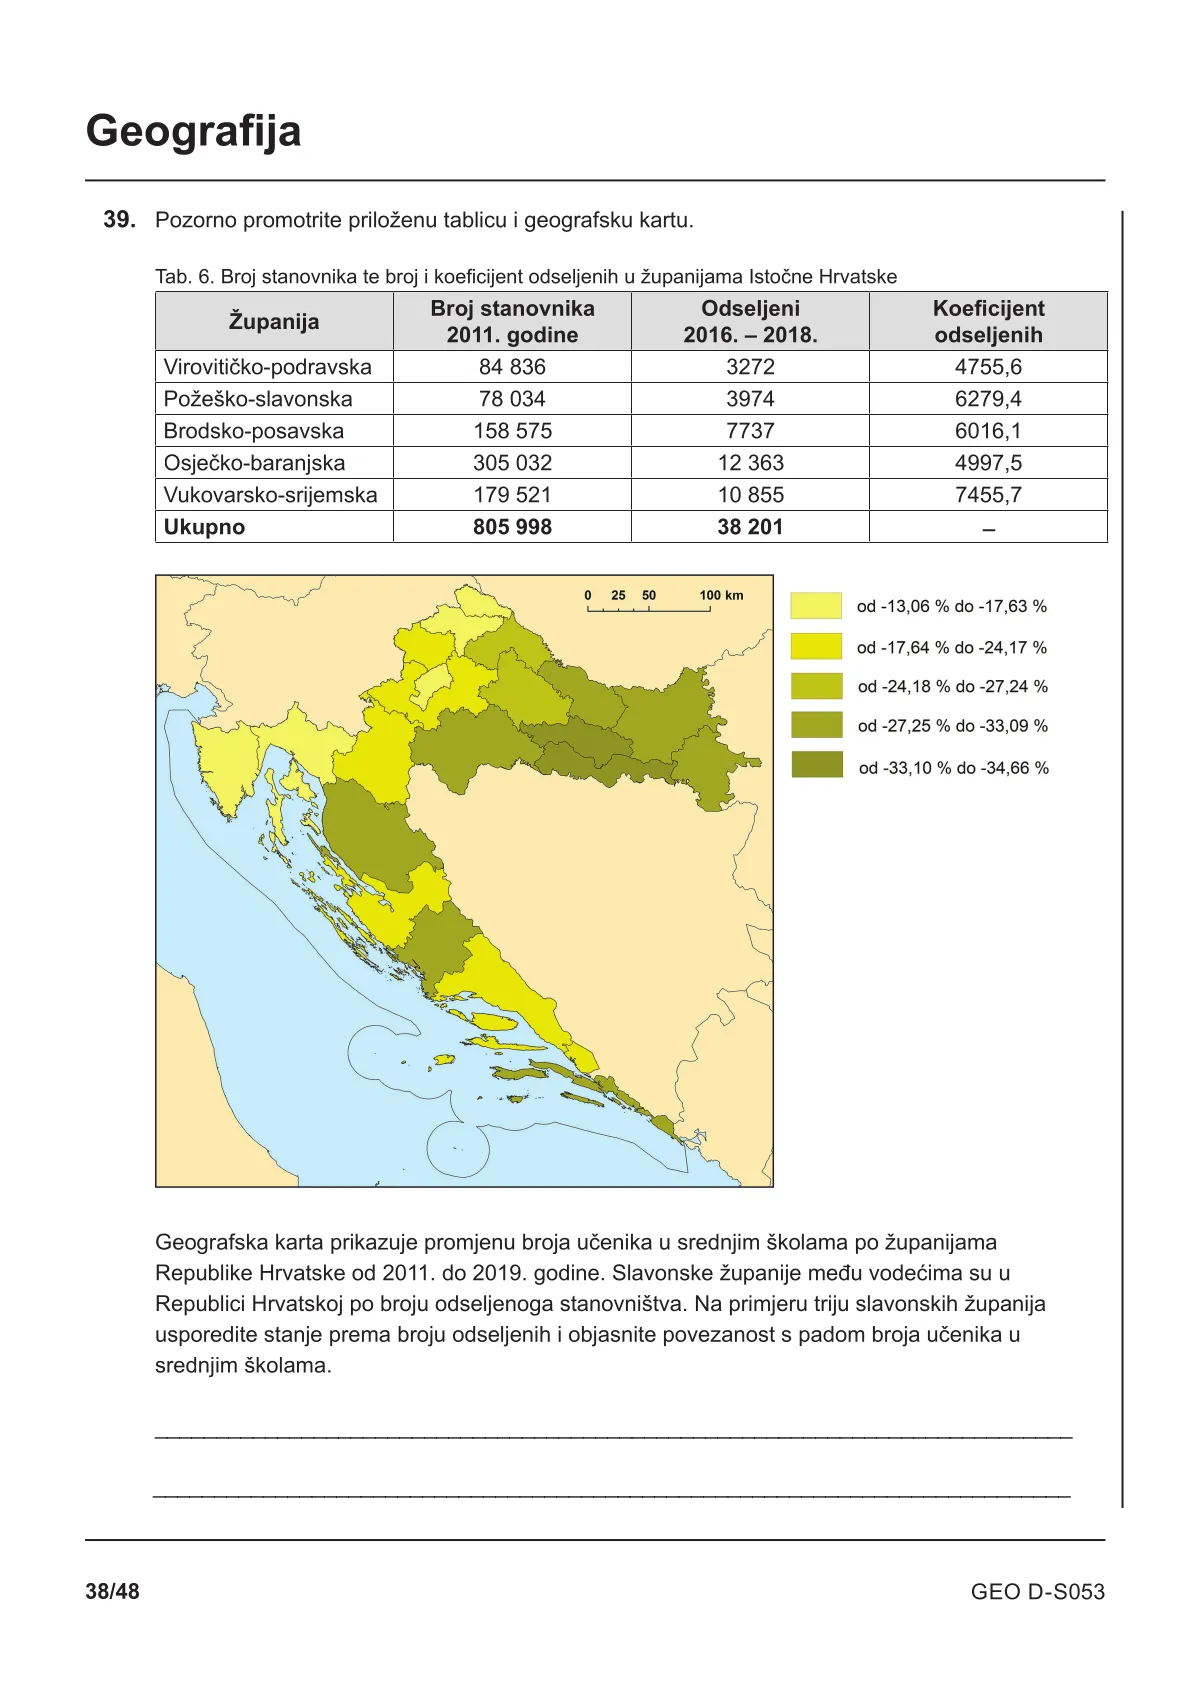 Geografija
39. Pozorno promotrite priloženu tablicu i geografsku kartu.
Tab. 6. Broj stanovnika te broj i koeficijent odseljenih u županijama Istočne Hrvatske
Županija | Broj stanovnika 2011. godine | Odseljeni 2016. – 2018. | Koeficijent odseljenih
Virovitičko-podravska 84 836 3272 4755,6
Požeško-slavonska 78 034 3974 6279,4
Brodsko-posavska 158 575 7737 6016,1
Osječko-baranjska 305 032 12 363 4997,5
Vukovarsko-srijemska 179 521 10 855 7455,7
Ukupno 805 998 38 201 –
0 25 50 100 km
od -13,06 % do -17,63 %
od -17,64 % do -24,17 %
od -24,18 % do -27,24 %
od -27,25 % do -33,09 %
od -33,10 % do -34,66 %
Geografska karta prikazuje promjenu broja učenika u srednjim školama po županijama
Republike Hrvatske od 2011. do 2019. godine. Slavonske županije među vodećima su u
Republici Hrvatskoj po broju odseljenoga stanovništva. Na primjeru triju slavonskih županija
usporedite stanje prema broju odseljenih i objasnite povezanost s padom broja učenika u
srednjim školama.
38/48
GEO D-S053